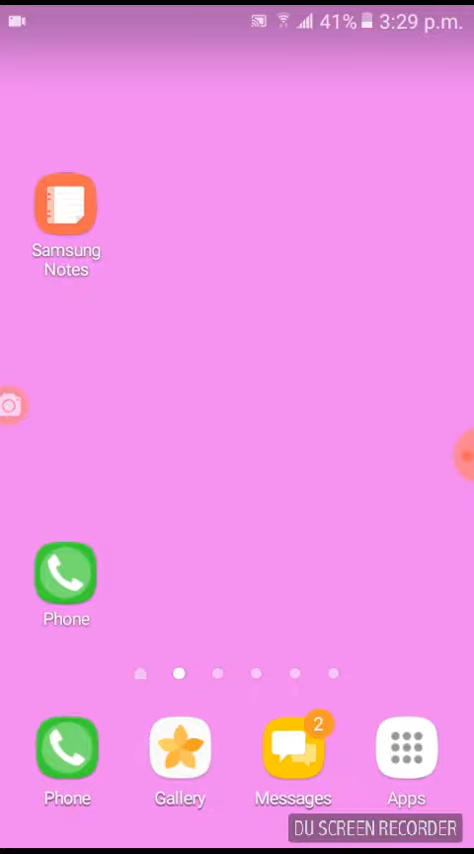 41% 3:29 p.m.
Samsung
Notes
Phone
2
Phone Gallery Messages Apps
DU SCREEN RECORDER